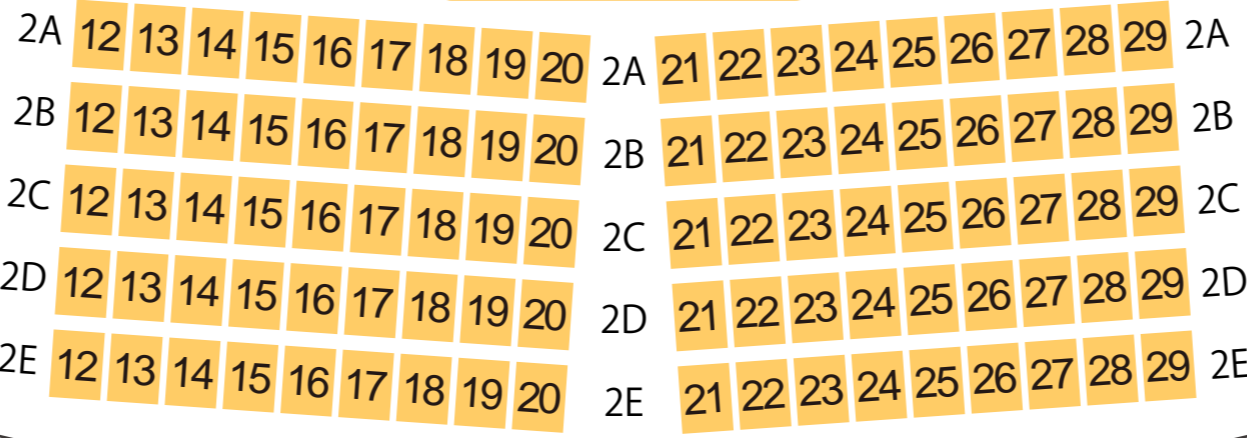 2A 12 13 14 15 16 17 18 19 20 2A 21 22 23 24 25 26 27 28 29 2A
2B 12 13 14 15 16 17 18 19 20 2B 21 22 23 24 25 26 27 28 29 2B
2C 12 13 14 15 16 17 18 19 20 2C 21 22 23 24 25 26 27 28 29 2C
2D 12 13 14 15 16 17 18 19 20 2D 21 22 23 24 25 26 27 28 29 2D
2E 12 13 14 15 16 17 18 19 20 2E 21 22 23 24 25 26 27 28 29 2E